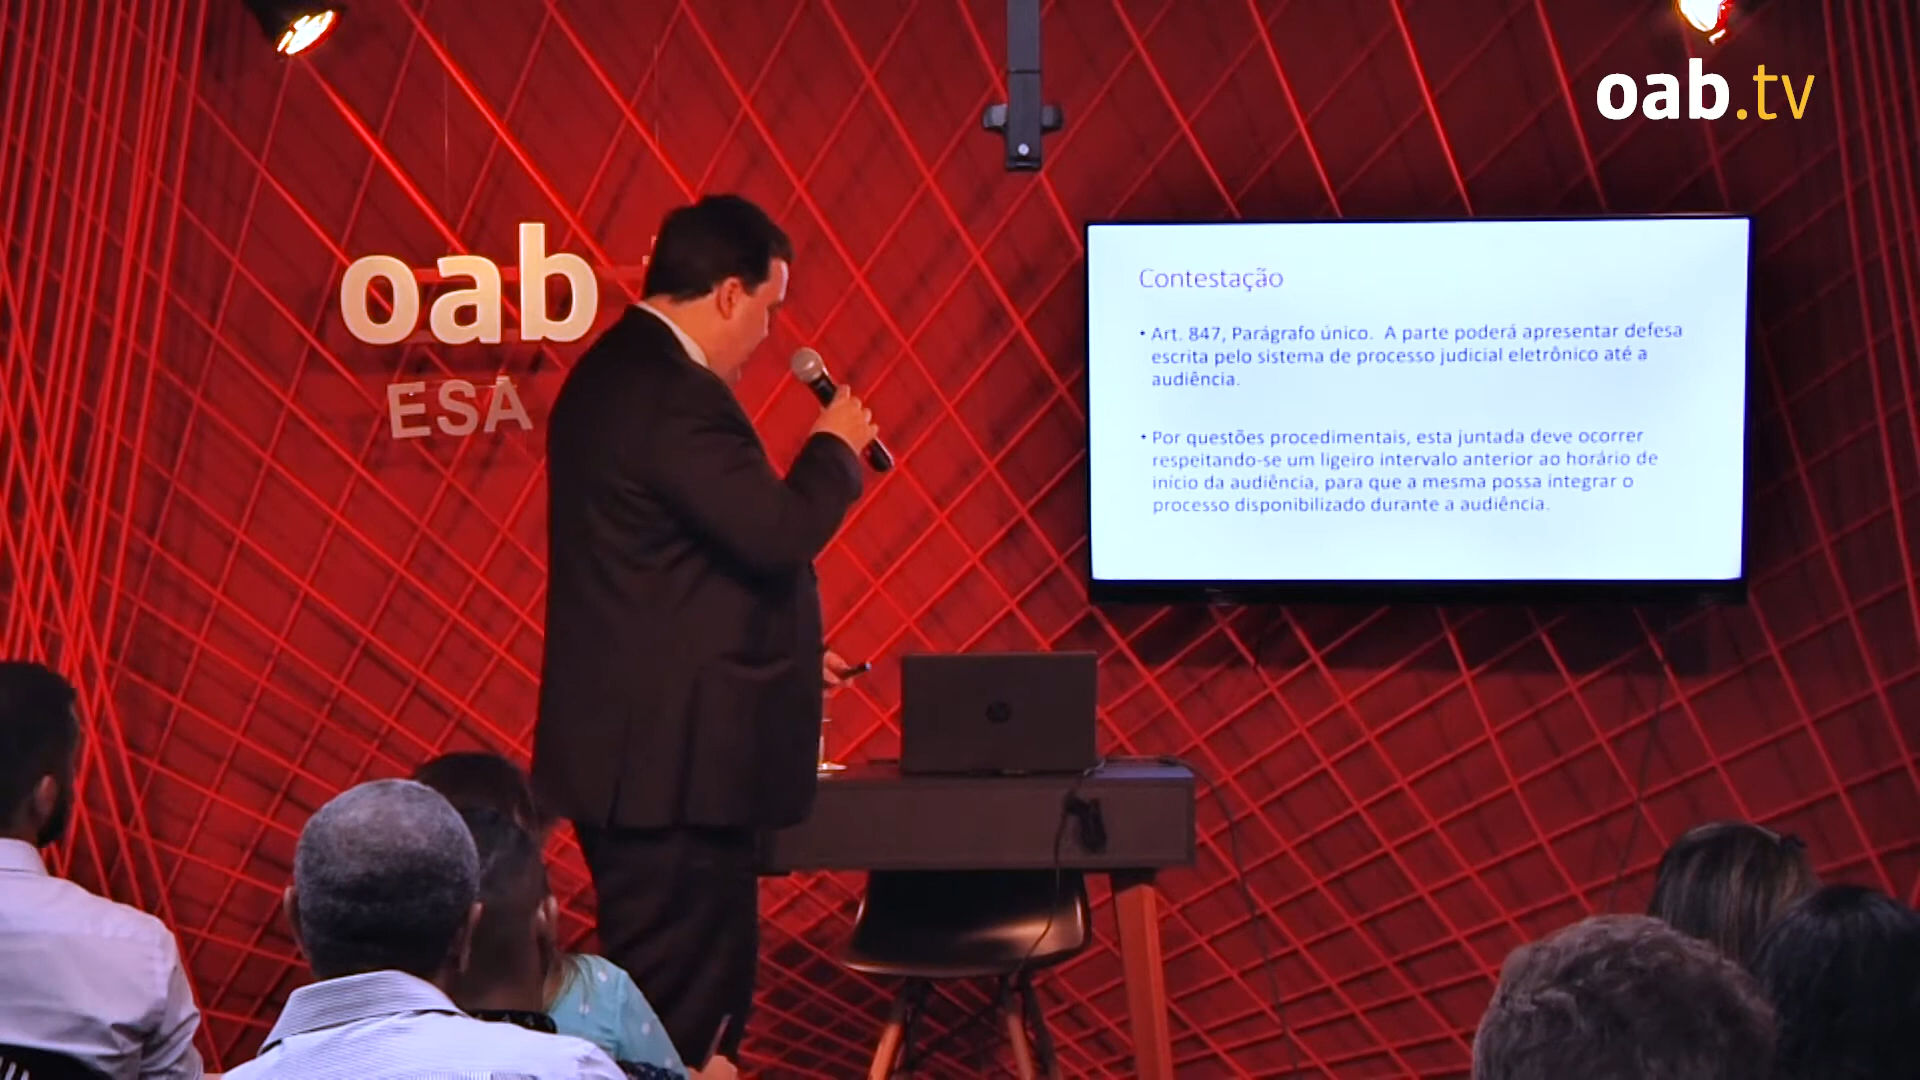 oab.tv
oab
ESA
Contestação
• Art. 847, Parágrafo único. A parte poderá apresentar defesa
escrita pelo sistema de processo judicial eletrônico até a
audiência.
• Por questões procedimentais, esta juntada deve ocorrer
respeitando-se um ligeiro intervalo anterior ao horário de
início da audiência, para que a mesma possa integrar o
processo disponibilizado durante a audiência.